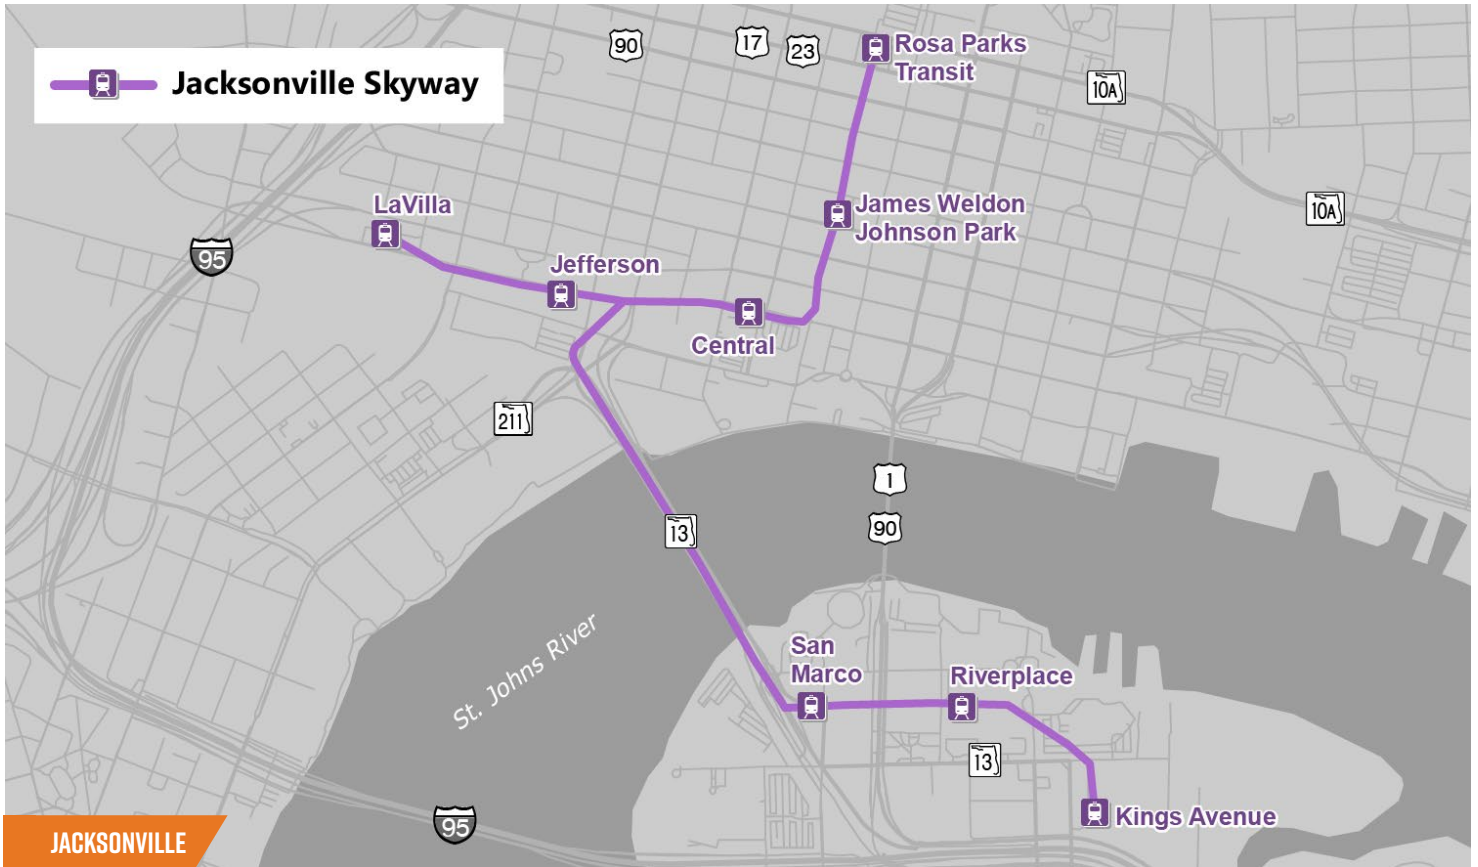 Jacksonville Skyway
90
17
23
Rosa Parks
Transit
10A
LaVilla
James Weldon
Johnson Park
10A
95
Jefferson
Central
211
1
90
13
St. Johns River
San
Marco
Riverplace
13
Kings Avenue
95
JACKSONVILLE